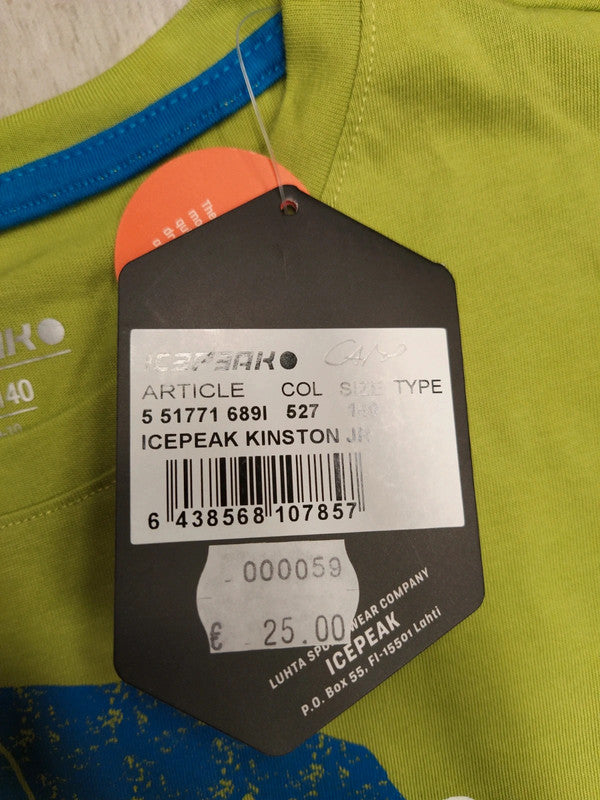 ICEPEAK
ARTICLE COL SIZE TYPE
5 51771 689I 527 140
ICEPEAK KINSTON JR
6 438568 107857
000059
€ 25.00
LUHTA SPORTSWEAR COMPANY
ICEPEAK
P.O. Box 55, FI-15501 Lahti
140